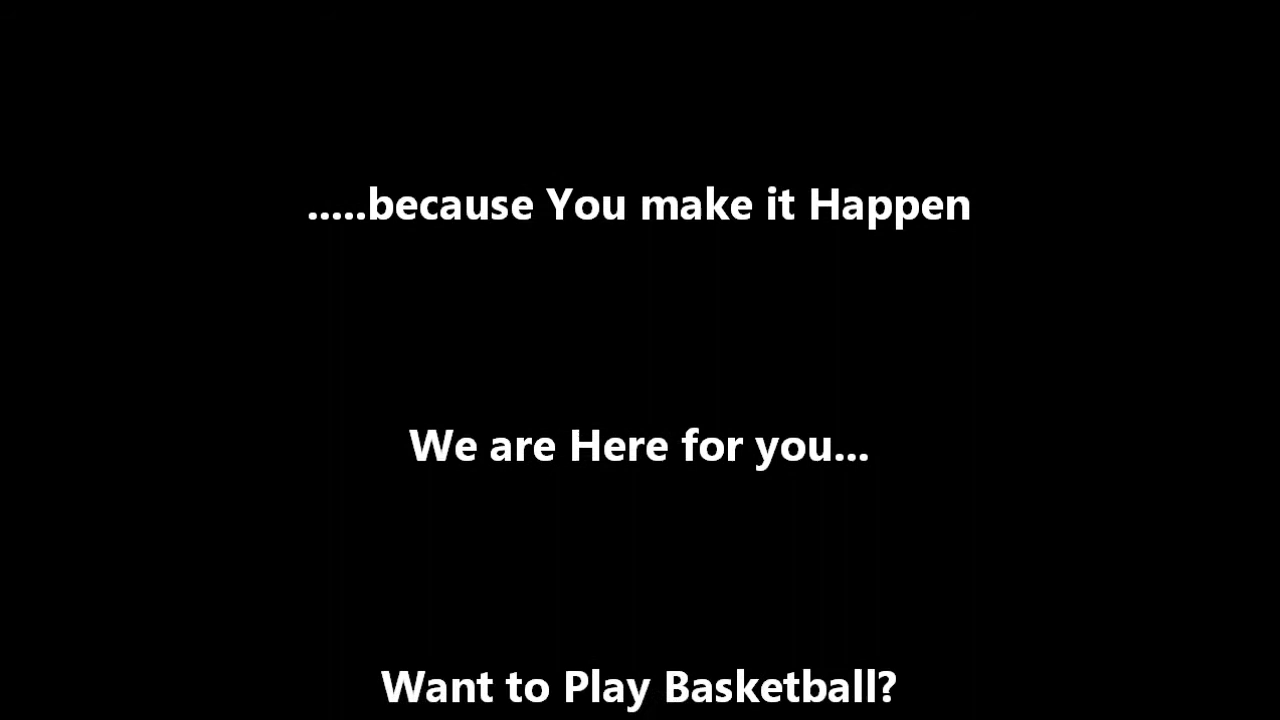 .....because You make it Happen
We are Here for you...
Want to Play Basketball?